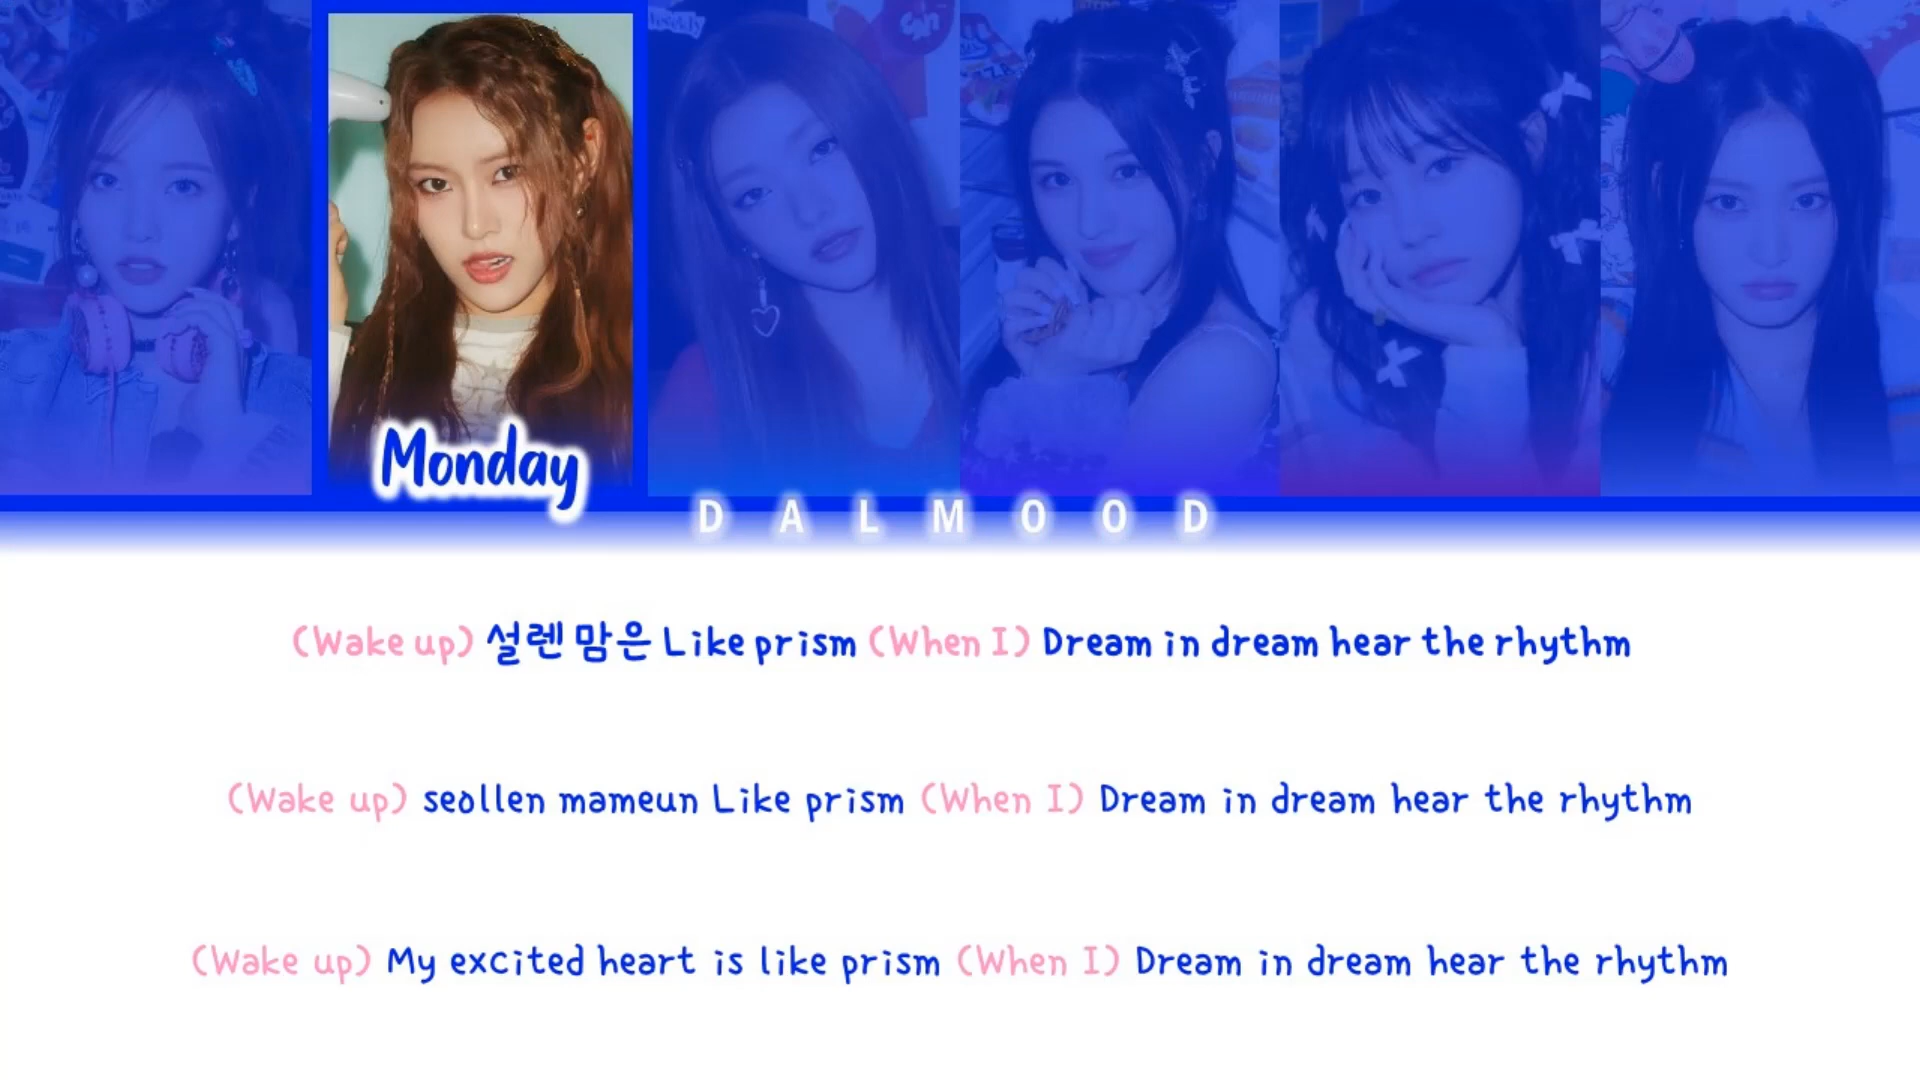 Monday
DALMOOD
(Wake up) 설렌 맘은 Like prism (When I) Dream in dream hear the rhythm
(Wake up) seollen mameun Like prism (When I) Dream in dream hear the rhythm
(Wake up) My excited heart is like prism (When I) Dream in dream hear the rhythm